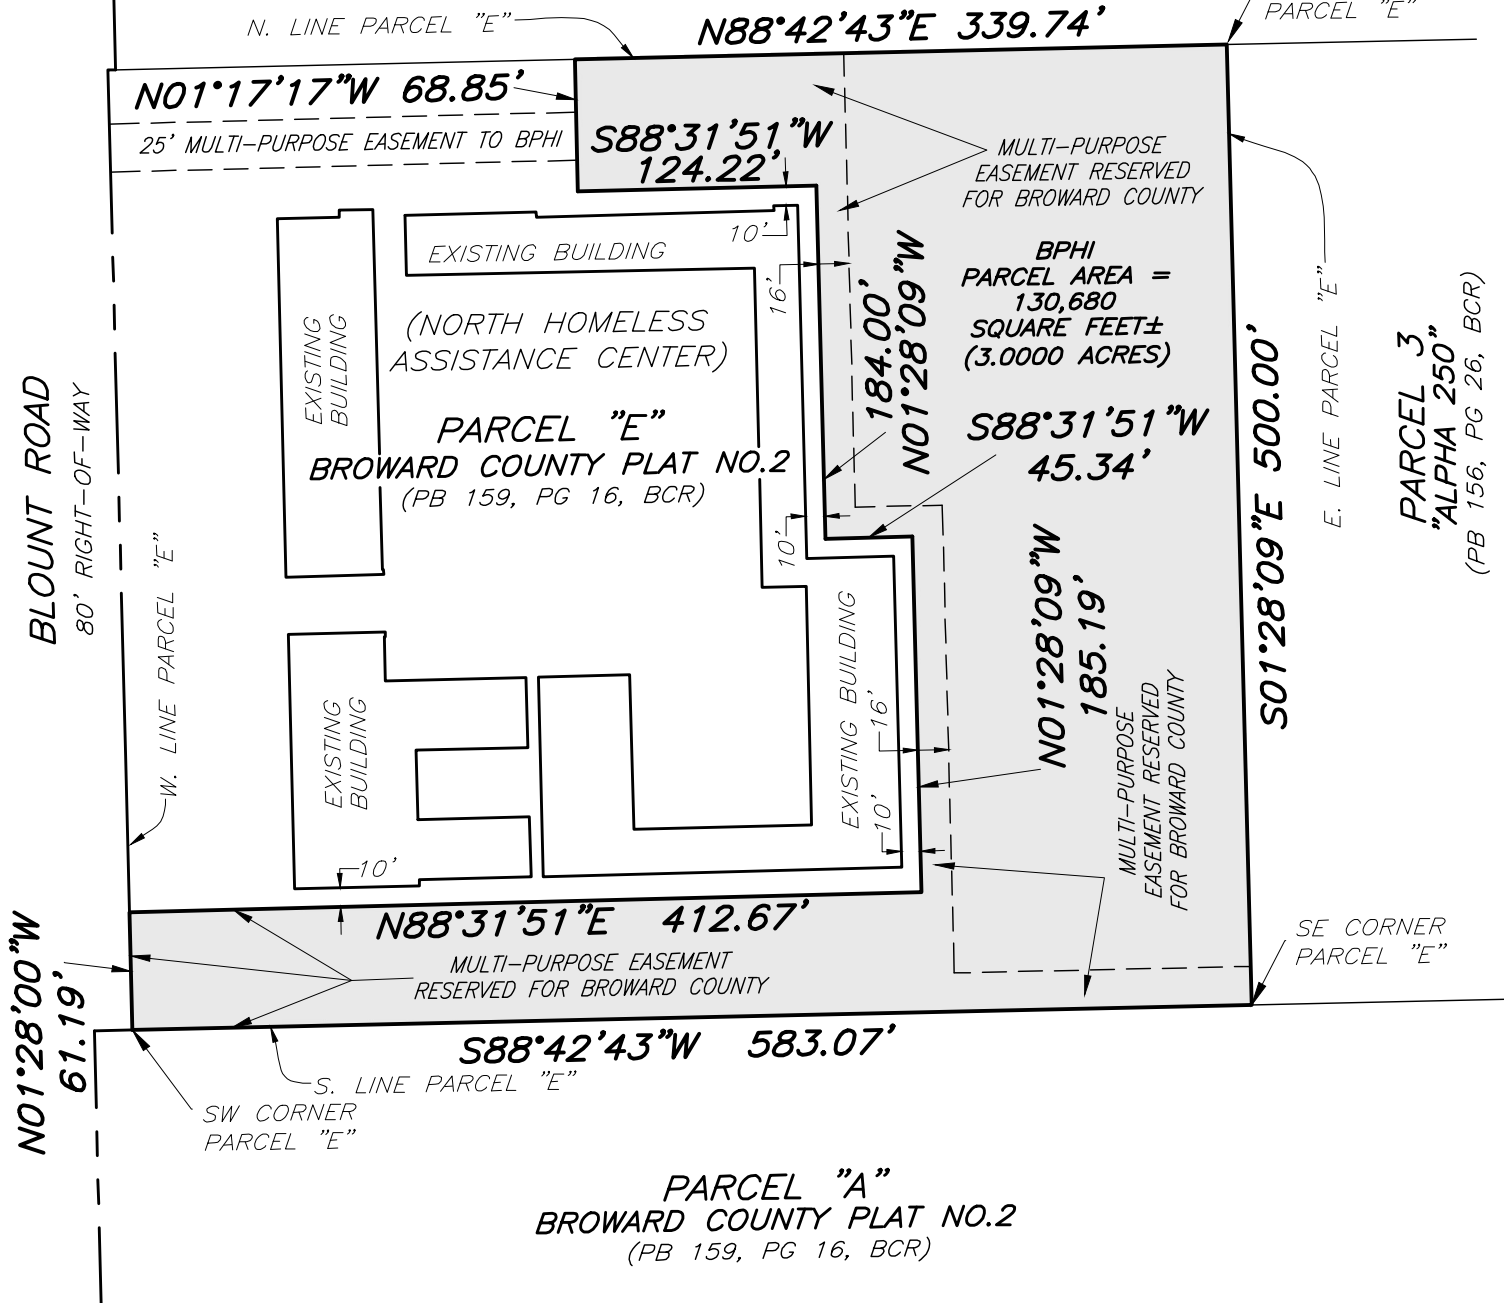 N. LINE PARCEL "E"
N88°42'43"E 339.74'
PARCEL "E"
N01°17'17"W 68.85'
25' MULTI-PURPOSE EASEMENT TO BPHI
S88°31'51"W
124.22'
MULTI-PURPOSE
EASEMENT RESERVED
FOR BROWARD COUNTY
EXISTING BUILDING
10'
16'
184.00'
N01°28'09"W
BPHI
PARCEL AREA =
130,680
SQUARE FEET±
(3.0000 ACRES)
E. LINE PARCEL "E"
S01°28'09"E 500.00'
PARCEL 3
"ALPHA 250"
(PB 156, PG 26, BCR)
EXISTING
BUILDING
(NORTH HOMELESS
ASSISTANCE CENTER)
PARCEL "E"
BROWARD COUNTY PLAT NO.2
(PB 159, PG 16, BCR)
S88°31'51"W
45.34'
BLOUNT ROAD
80' RIGHT-OF-WAY
W. LINE PARCEL "E"
10'
N01°28'09"W
185.19'
EXISTING BUILDING
16'
10'
EXISTING
BUILDING
10'
MULTI-PURPOSE
EASEMENT RESERVED
FOR BROWARD COUNTY
N88°31'51"E 412.67'
MULTI-PURPOSE EASEMENT
RESERVED FOR BROWARD COUNTY
SE CORNER
PARCEL "E"
N01°28'00"W
61.19'
S88°42'43"W 583.07'
S. LINE PARCEL "E"
SW CORNER
PARCEL "E"
PARCEL "A"
BROWARD COUNTY PLAT NO.2
(PB 159, PG 16, BCR)